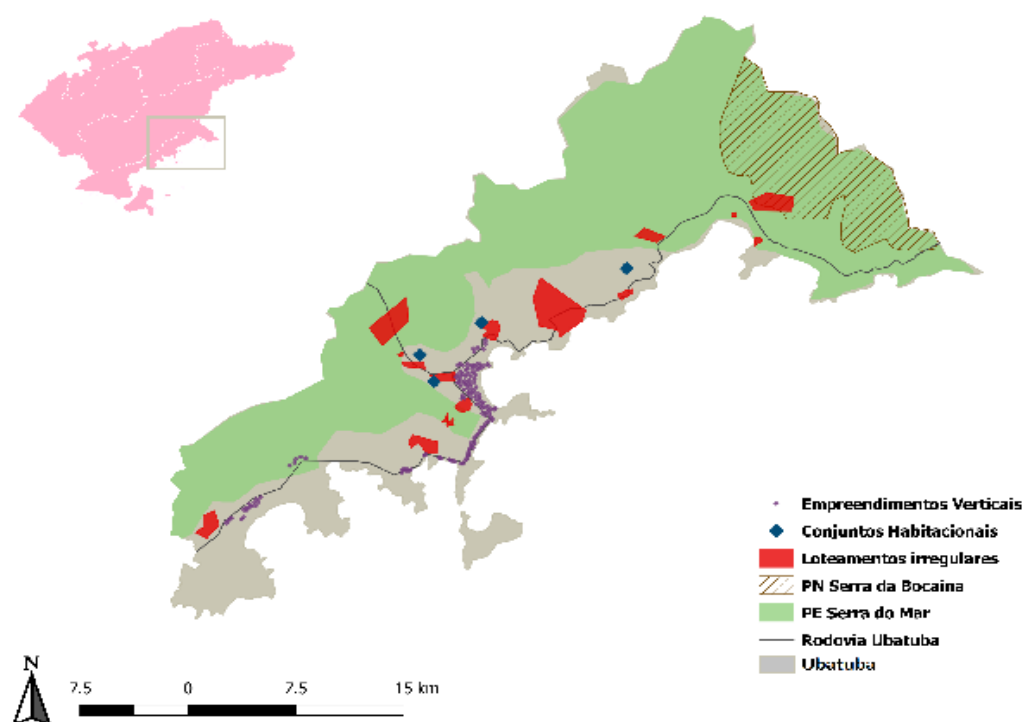 Empreendimentos Verticais
Conjuntos Habitacionais
Loteamentos irregulares
PN Serra da Bocaina
PE Serra do Mar
Rodovia Ubatuba
Ubatuba
N
7.5 0 7.5 15 km